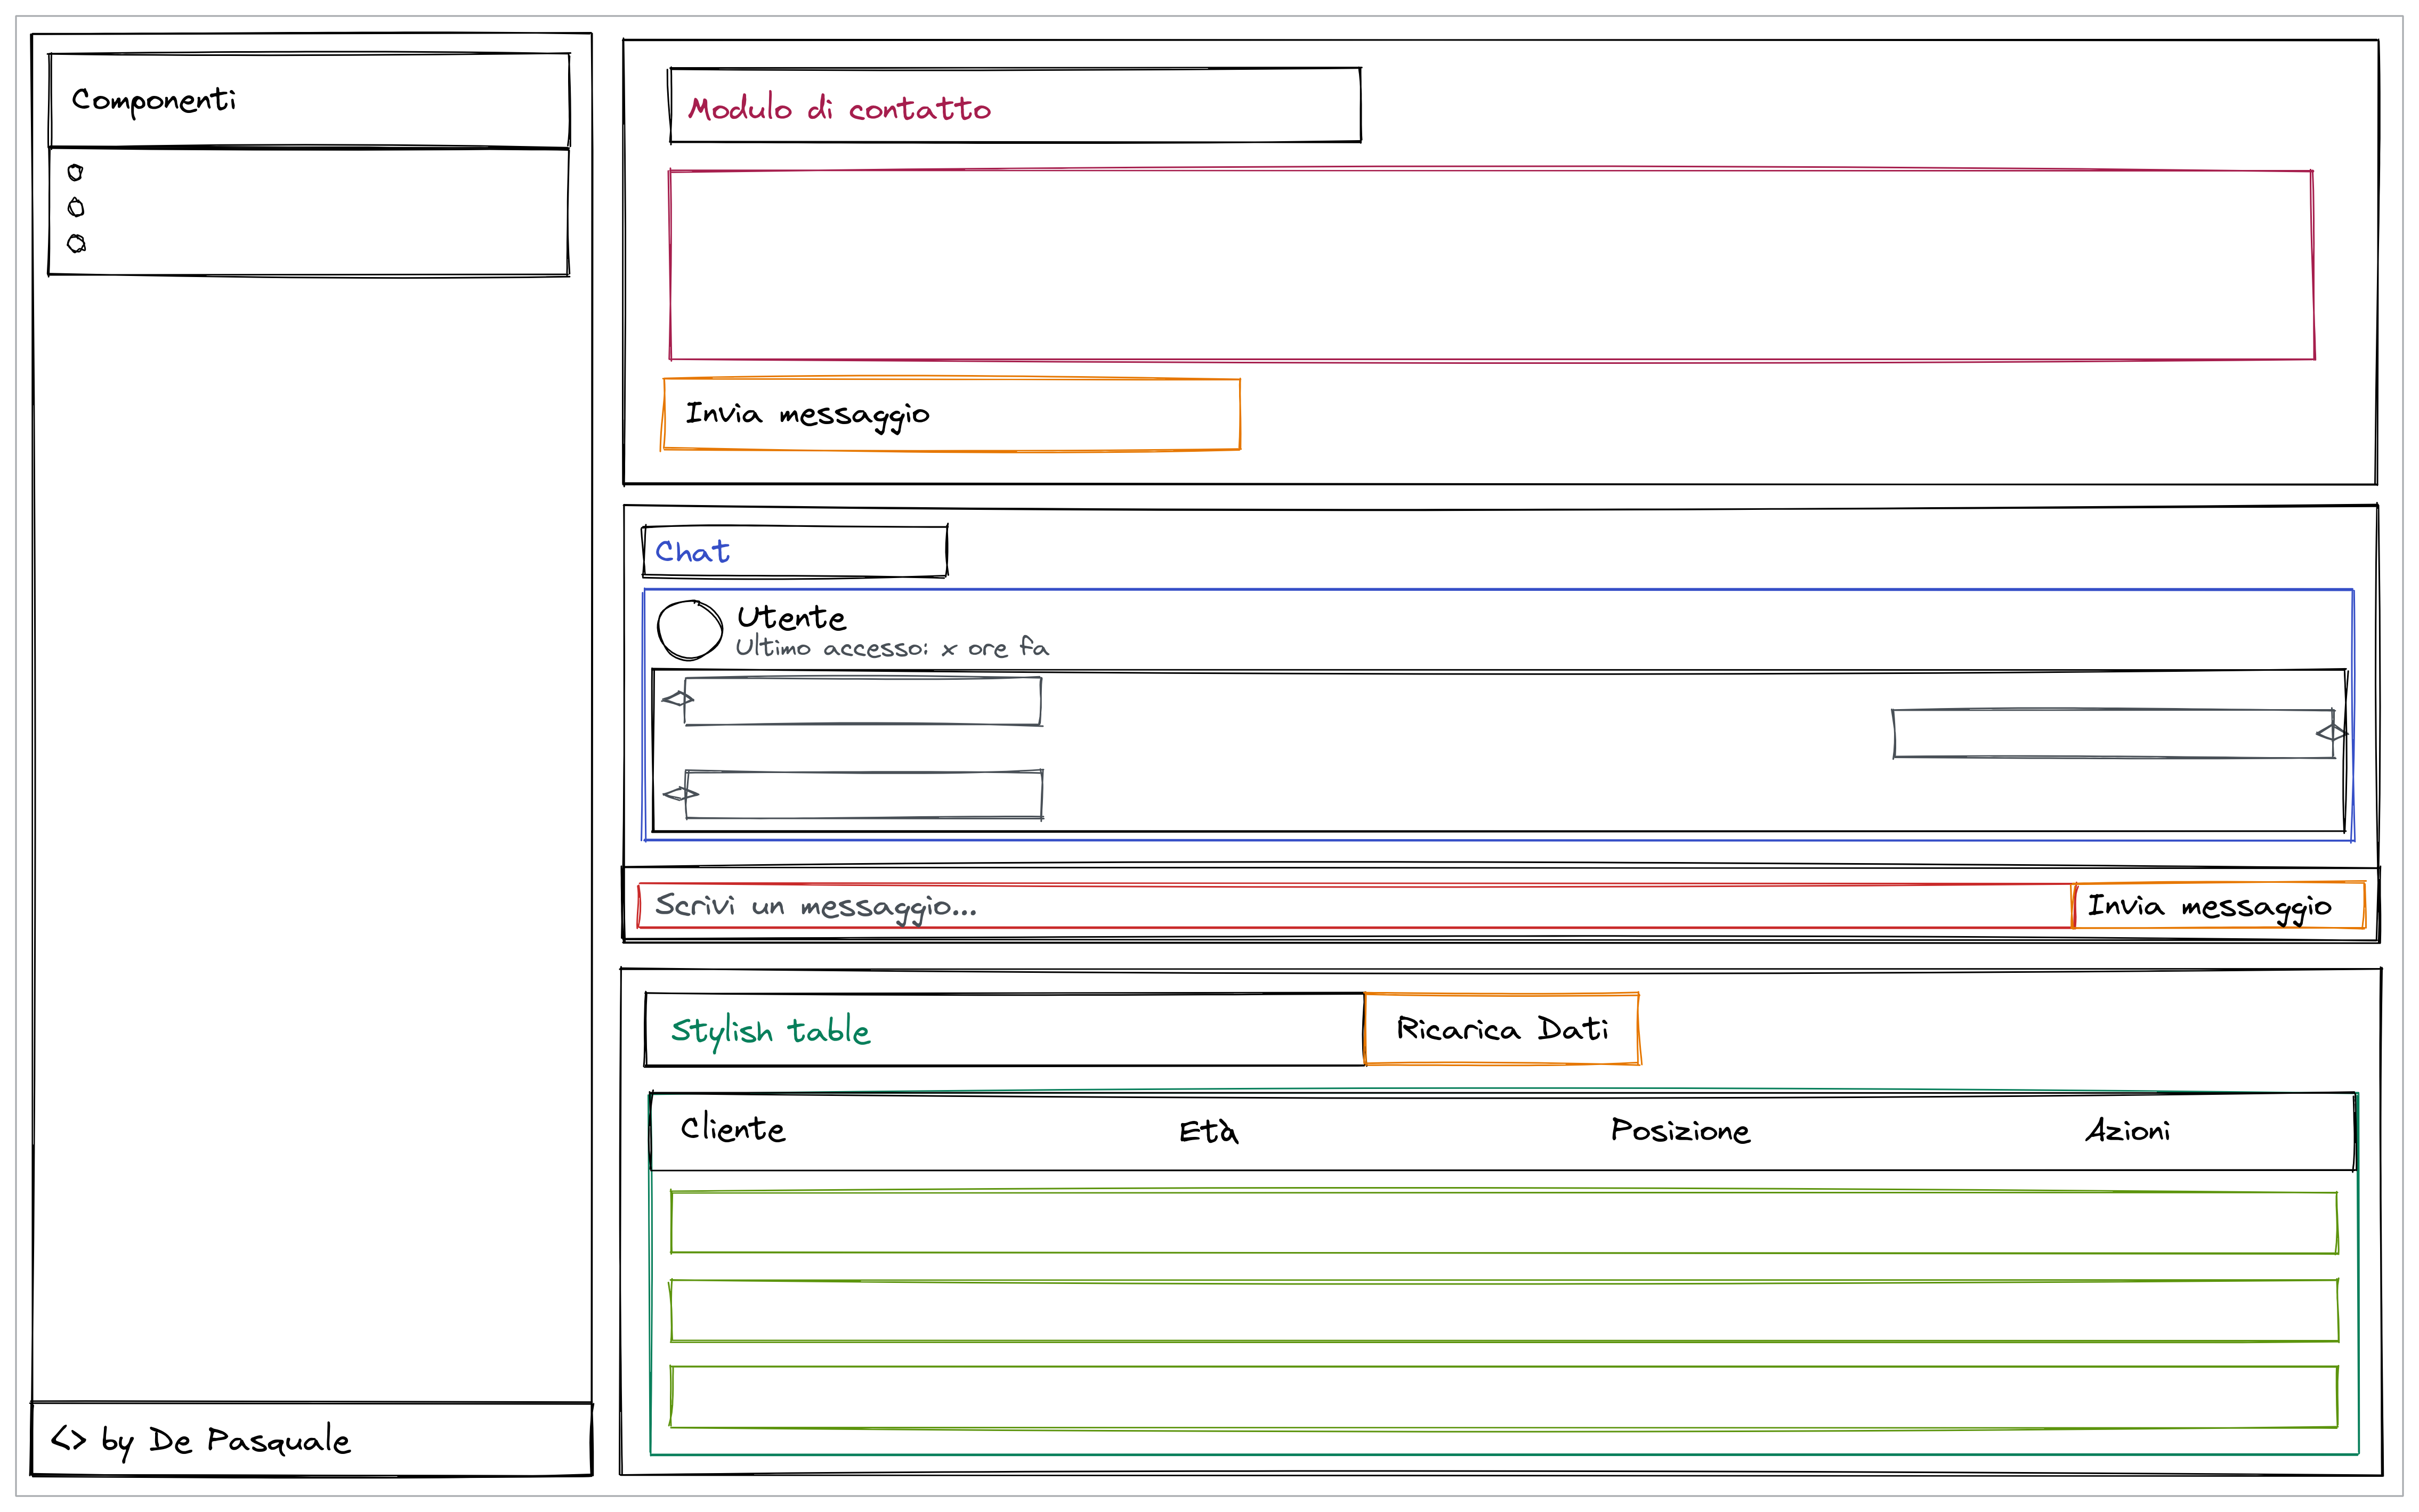 Componenti
<> by De Pasquale
Modulo di contatto
Invia messaggio
Chat
Utente
Ultimo accesso: x ore fa
Scrivi un messaggio...
Invia messaggio
Stylish table
Ricarica Dati
Cliente Età Posizione Azioni